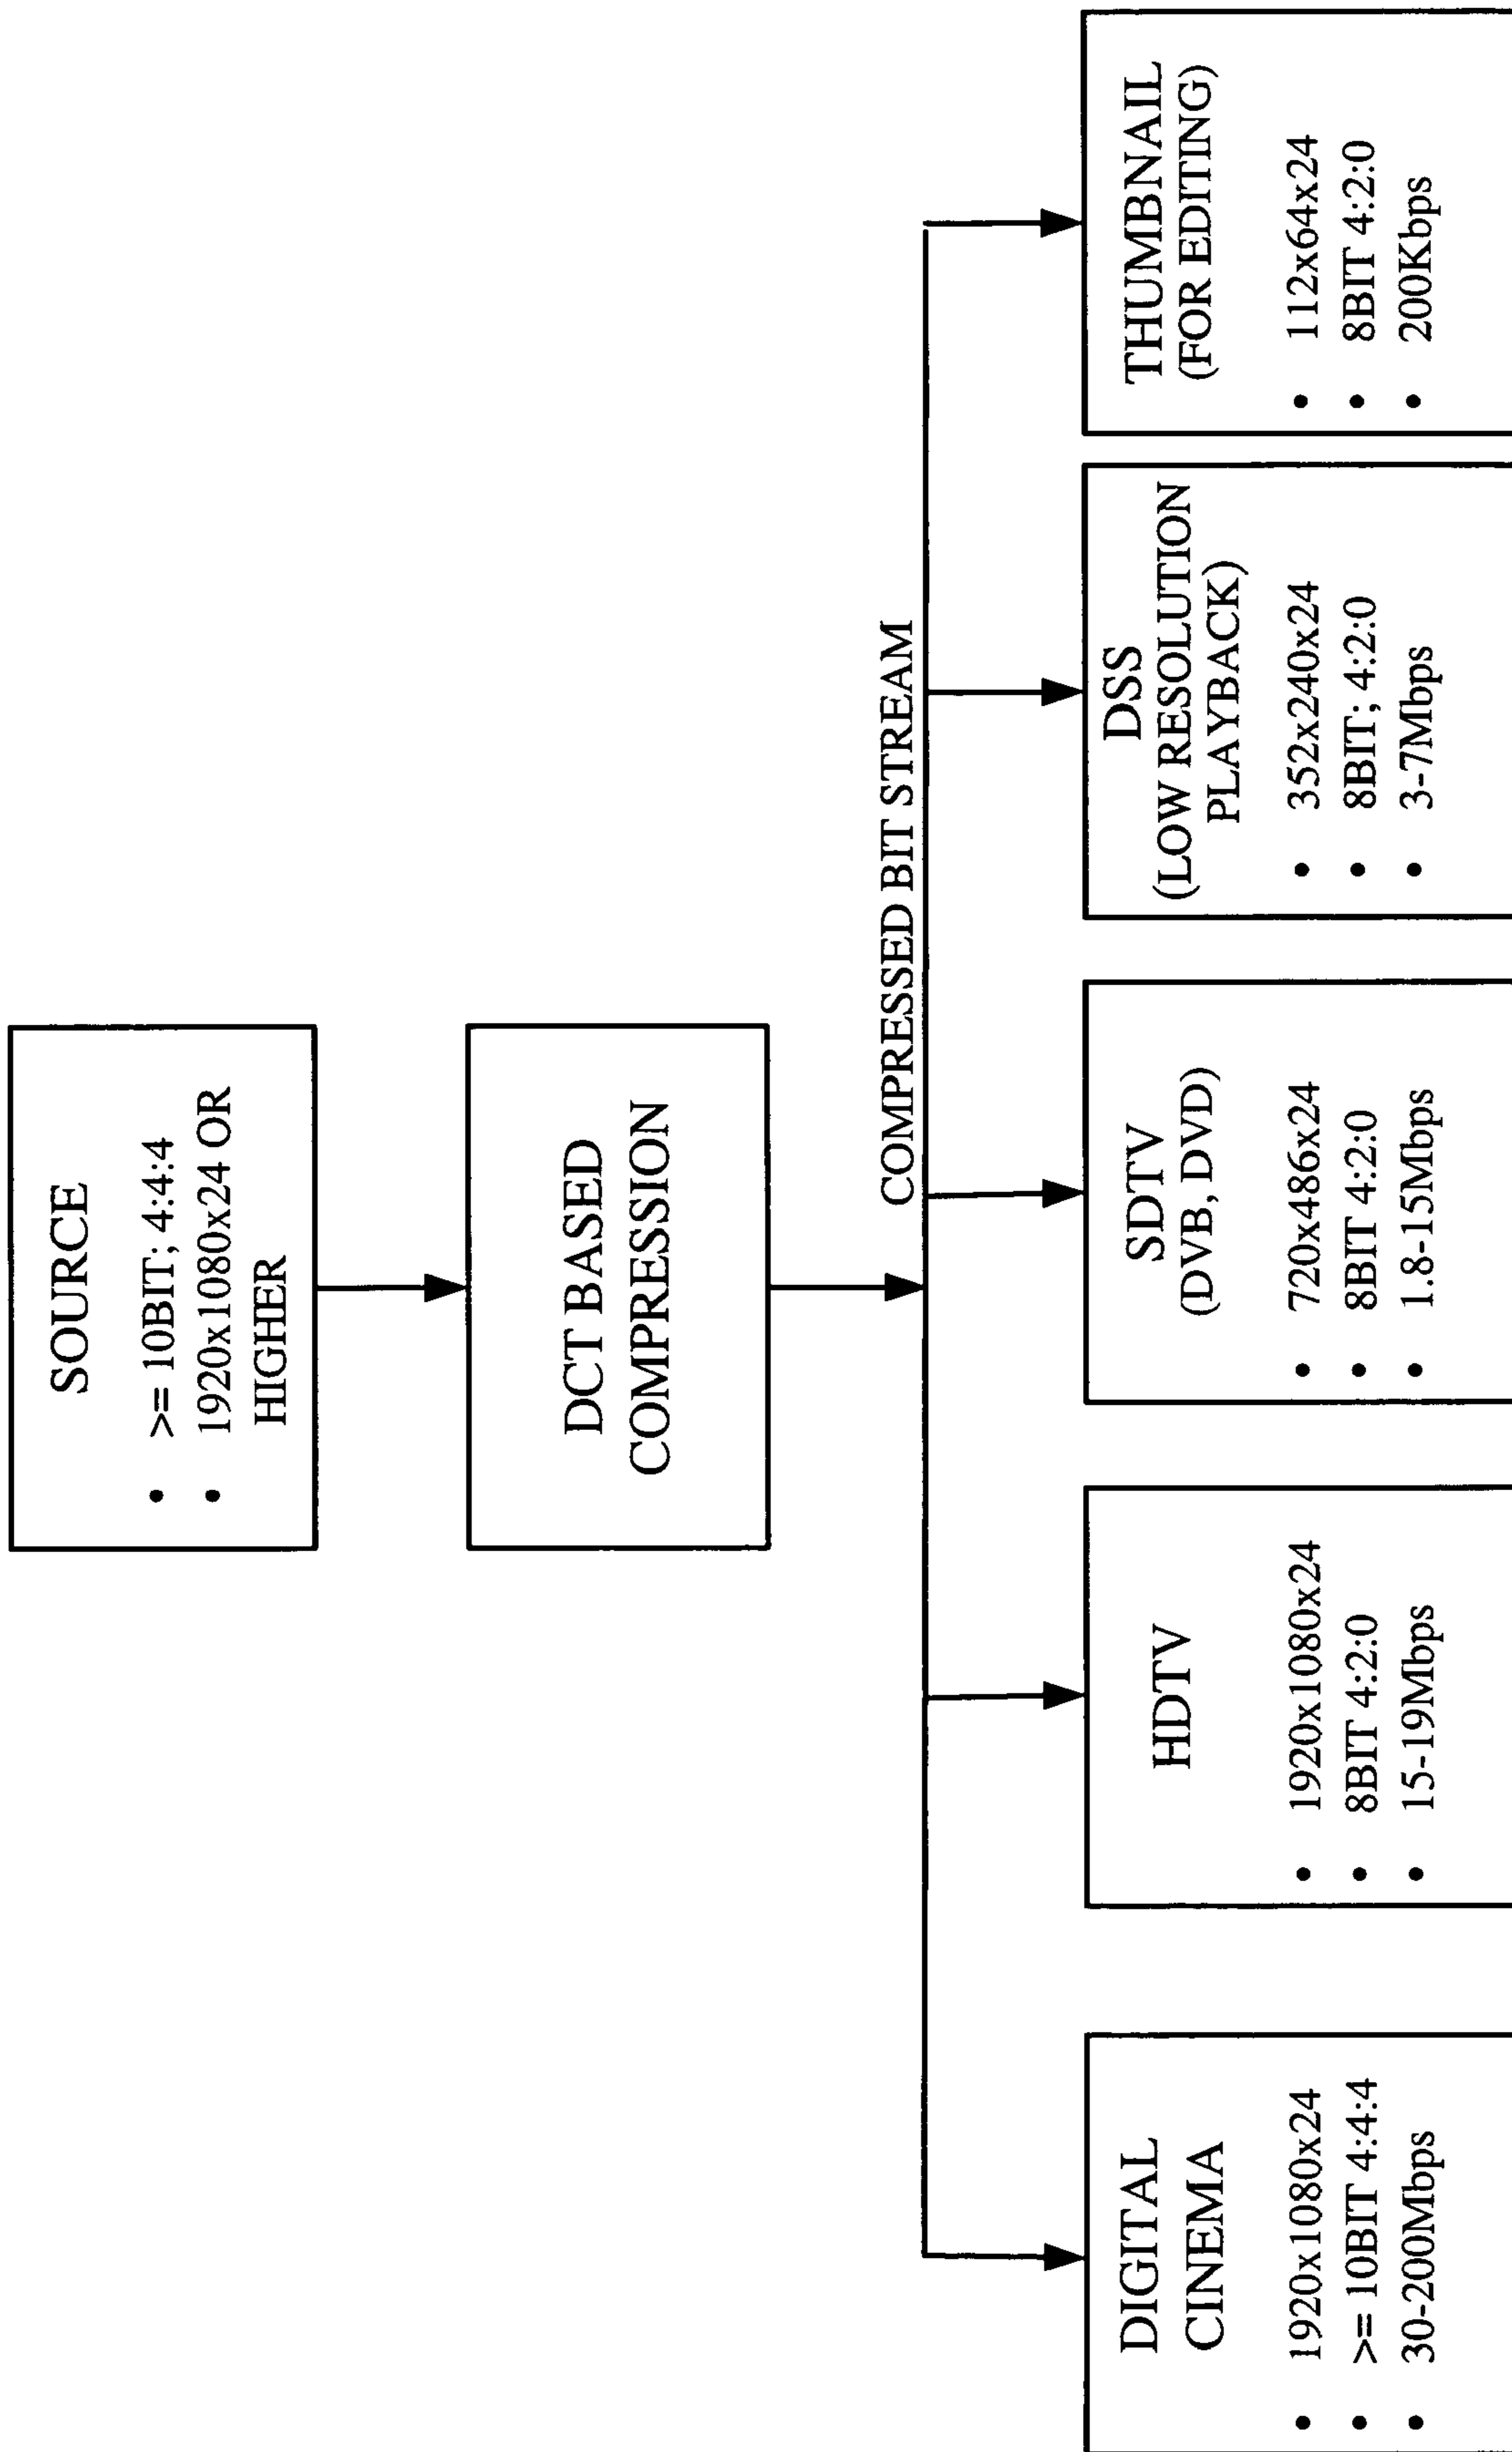 SOURCE
• >= 10BIT; 4:4:4
• 1920x1080x24 OR
HIGHER
DCT BASED
COMPRESSION
COMPRESSED BIT STREAM
DIGITAL
CINEMA
• 1920x1080x24
• >= 10BIT 4:4:4
• 30-200Mbps
HDTV
• 1920x1080x24
• 8BIT 4:2:0
• 15-19Mbps
SDTV
(DVB, DVD)
• 720x486x24
• 8BIT 4:2:0
• 1.8-15Mbps
DSS
(LOW RESOLUTION
PLAYBACK)
• 352x240x24
• 8BIT; 4:2:0
• 3-7Mbps
THUMBNAIL
(FOR EDITING)
• 112x64x24
• 8BIT 4:2:0
• 200Kbps